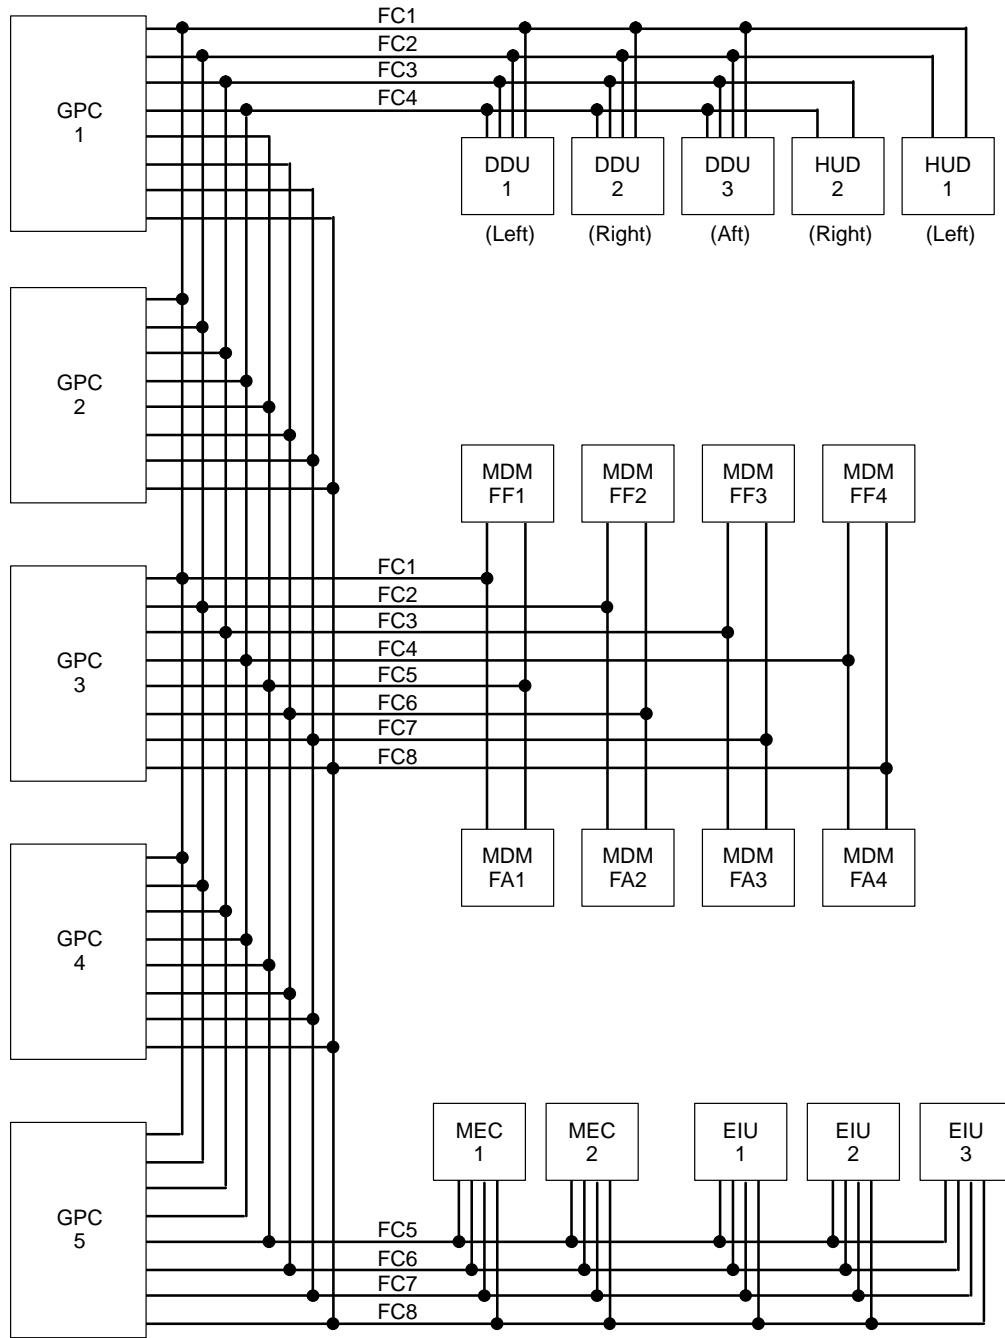 FC1
FC2
FC3
FC4
GPC
1
DDU
1
DDU
2
DDU
3
HUD
2
HUD
1
(Left)
(Right)
(Aft)
(Right)
(Left)
GPC
2
MDM
FF1
MDM
FF2
MDM
FF3
MDM
FF4
GPC
3
FC1
FC2
FC3
FC4
FC5
FC6
FC7
FC8
MDM
FA1
MDM
FA2
MDM
FA3
MDM
FA4
GPC
4
MEC
1
MEC
2
EIU
1
EIU
2
EIU
3
GPC
5
FC5
FC6
FC7
FC8